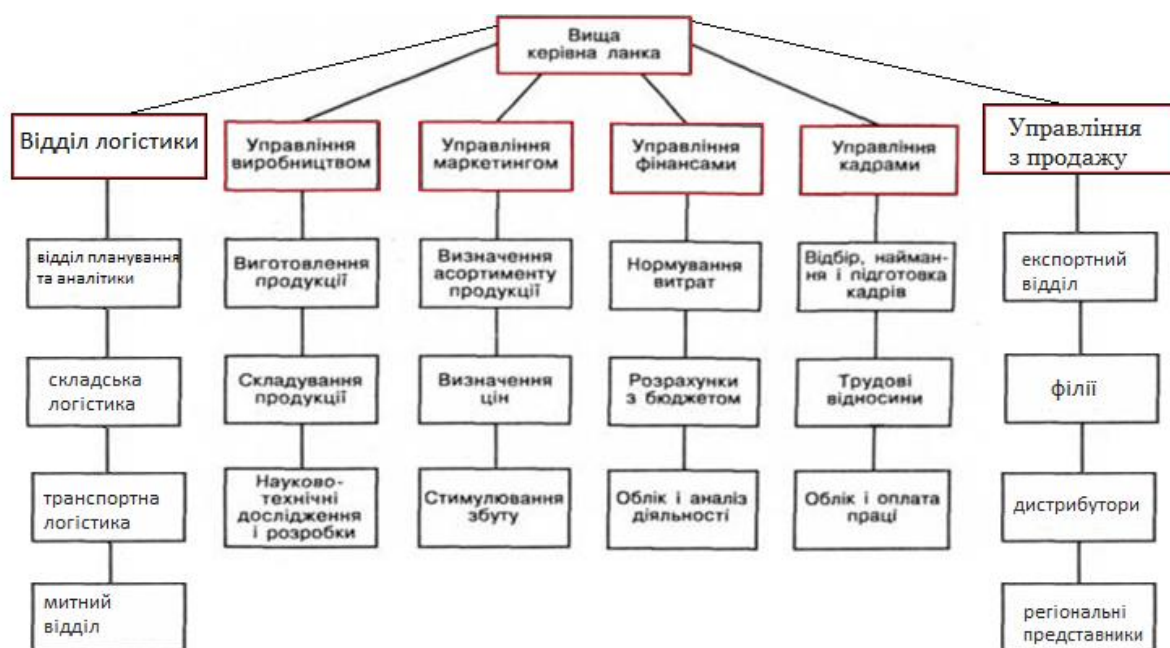 Вища
керівна ланка
Відділ логістики
Управління
виробництвом
Управління
маркетингом
Управління
фінансами
Управління
кадрами
Управління
з продажу
відділ планування
та аналітики
Виготовлення
продукції
Визначення
асортименту
продукції
Нормування
витрат
Відбір, найман-
ня і підготовка
кадрів
експортний
відділ
складська
логістика
Складування
продукції
Визначення
цін
Розрахунки
з бюджетом
Трудові
відносини
філії
транспортна
логістика
Науково-
технічні
дослідження
і розробки
Стимулювання
збуту
Облік і аналіз
діяльності
Облік і оплата
праці
дистрибутори
митний
відділ
регіональні
представники